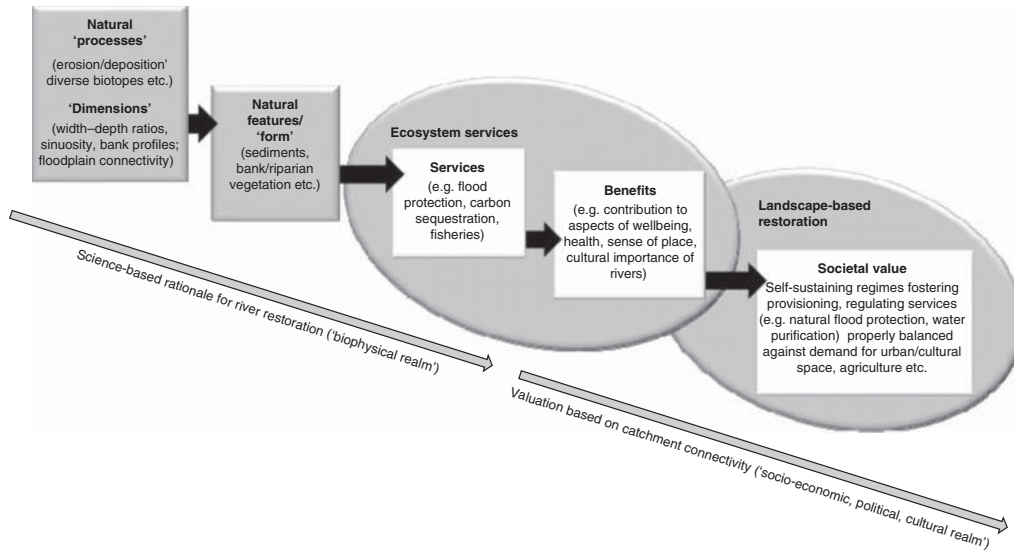 Natural
‘processes’
(erosion/deposition’
diverse biotopes etc.)
‘Dimensions’
(width–depth ratios,
sinuosity, bank profiles;
floodplain connectivity)
Natural
features/
‘form’
(sediments,
bank/riparian
vegetation etc.)
Ecosystem services
Services
(e.g. flood
protection, carbon
sequestration,
fisheries)
Benefits
(e.g. contribution to
aspects of wellbeing,
health, sense of place,
cultural importance of
rivers)
Landscape-based
restoration
Societal value
Self-sustaining regimes fostering
provisioning, regulating services
(e.g. natural flood protection, water
purification) properly balanced
against demand for urban/cultural
space, agriculture etc.
Science-based rationale for river restoration (‘biophysical realm’)
Valuation based on catchment connectivity (‘socio-economic, political, cultural realm’)